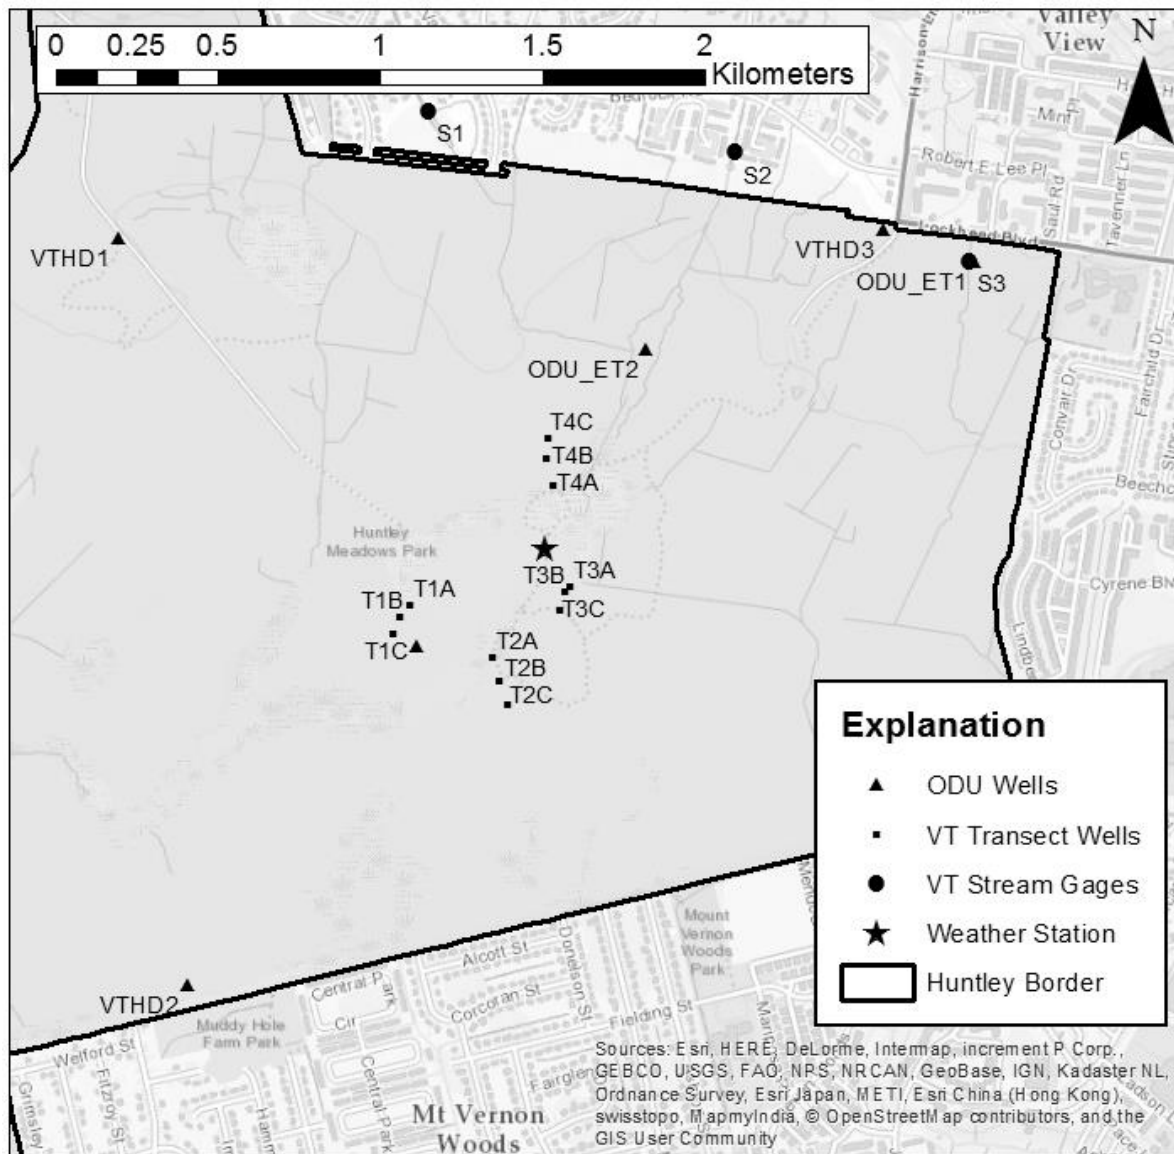 Valley
View
N
0 0.25 0.5 1 1.5 2
Kilometers
Harrison
S1
S2
Mint Pl
Robert E Lee Pl
Saul Rd
Tavenner Ln
Lockheed Blvd
VTHD1
VTHD3
ODU_ET1
S3
ODU_ET2
Convair Dr
Fairchild Dr
T4C
T4B
T4A
Huntley
Meadows Park
T3B
T3A
T3C
Cyrene
T1A
T1B
T1C
T2A
T2B
T2C
Explanation
ODU Wells
VT Transect Wells
VT Stream Gages
Weather Station
Huntley Border
Mount
Vernon
Woods
Park
Alcott St
Donelson St
Central Park
Cir
Corcoran St
Fielding St
VTHD2
Muddy Hole
Farm Park
Welford St
Fitzroy St
Grimsley
Central Park
Mt Vernon
Woods
Sources: Esri, HERE, DeLorme, Intermap, increment P Corp.,
GEBCO, USGS, FAO, NPS, NRCAN, GeoBase, IGN, Kadaster NL,
Ordnance Survey, Esri Japan, METI, Esri China (Hong Kong),
swisstopo, MapmyIndia, © OpenStreetMap contributors, and the
GIS User Community